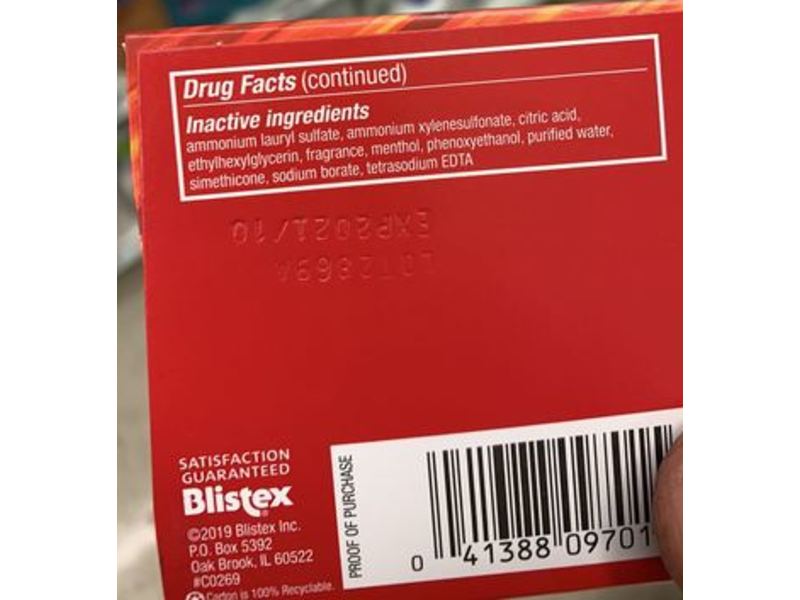 Drug Facts (continued)
Inactive ingredients
ammonium lauryl sulfate, ammonium xylenesulfonate, citric acid,
ethylhexylglycerin, fragrance, menthol, phenoxyethanol, purified water,
simethicone, sodium borate, tetrasodium EDTA
EXP2021/10
SATISFACTION
GUARANTEED
Blistex
©2019 Blistex Inc.
P.O. Box 5392
Oak Brook, IL 60522
#C0269
Carton is 100% Recyclable.
PROOF OF PURCHASE
0 41388 09701